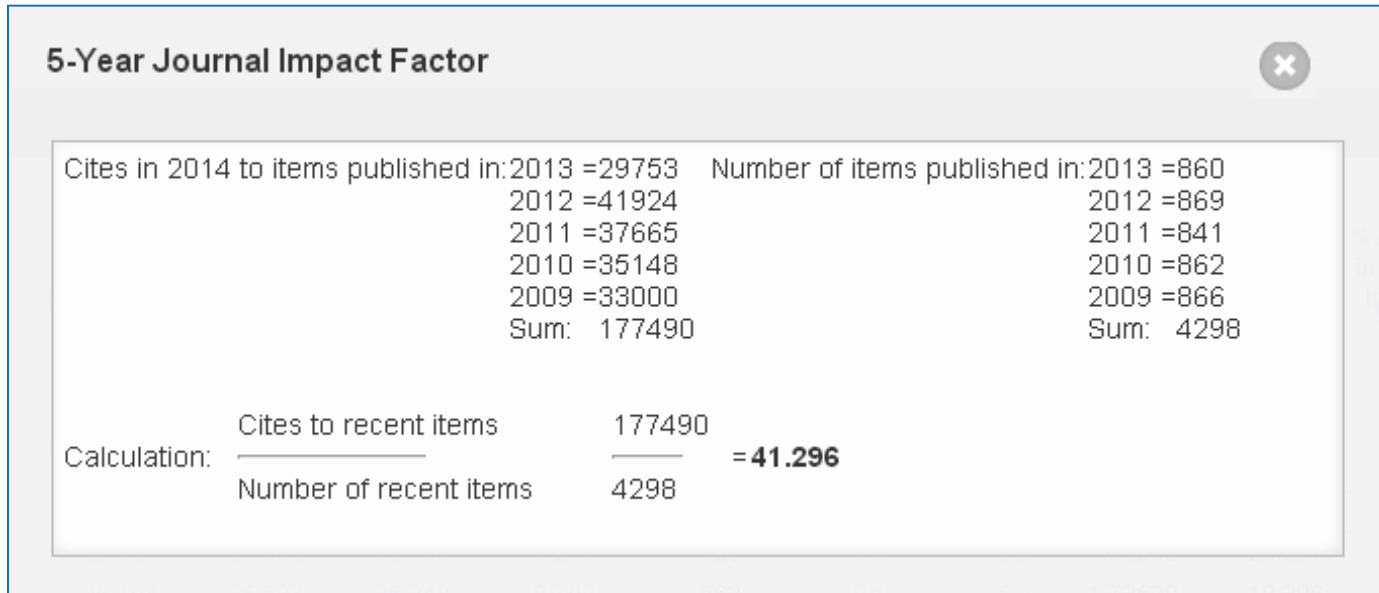 5-Year Journal Impact Factor
Cites in 2014 to items published in: 2013 =29753 Number of items published in: 2013 =860
2012 =41924 2012 =869
2011 =37665 2011 =841
2010 =35148 2010 =862
2009 =33000 2009 =866
Sum: 177490 Sum: 4298
Cites to recent items 177490
Calculation: = 41.296
Number of recent items 4298